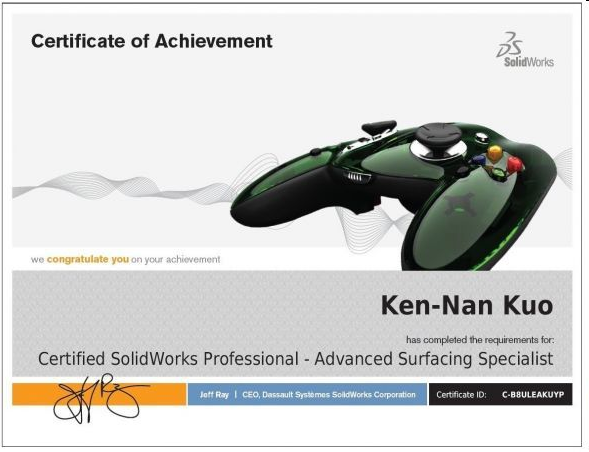 Certificate of Achievement
SolidWorks
we congratulate you on your achievement
Ken-Nan Kuo
has completed the requirements for:
Certified SolidWorks Professional - Advanced Surfacing Specialist
Jeff Ray | CEO, Dassault Systèmes SolidWorks Corporation
Certificate ID: C-B8ULEAKUYP